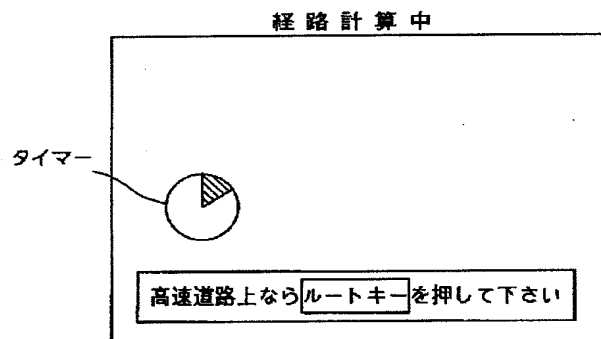 経路計算中
タイマー
高速道路上ならルートキーを押して下さい